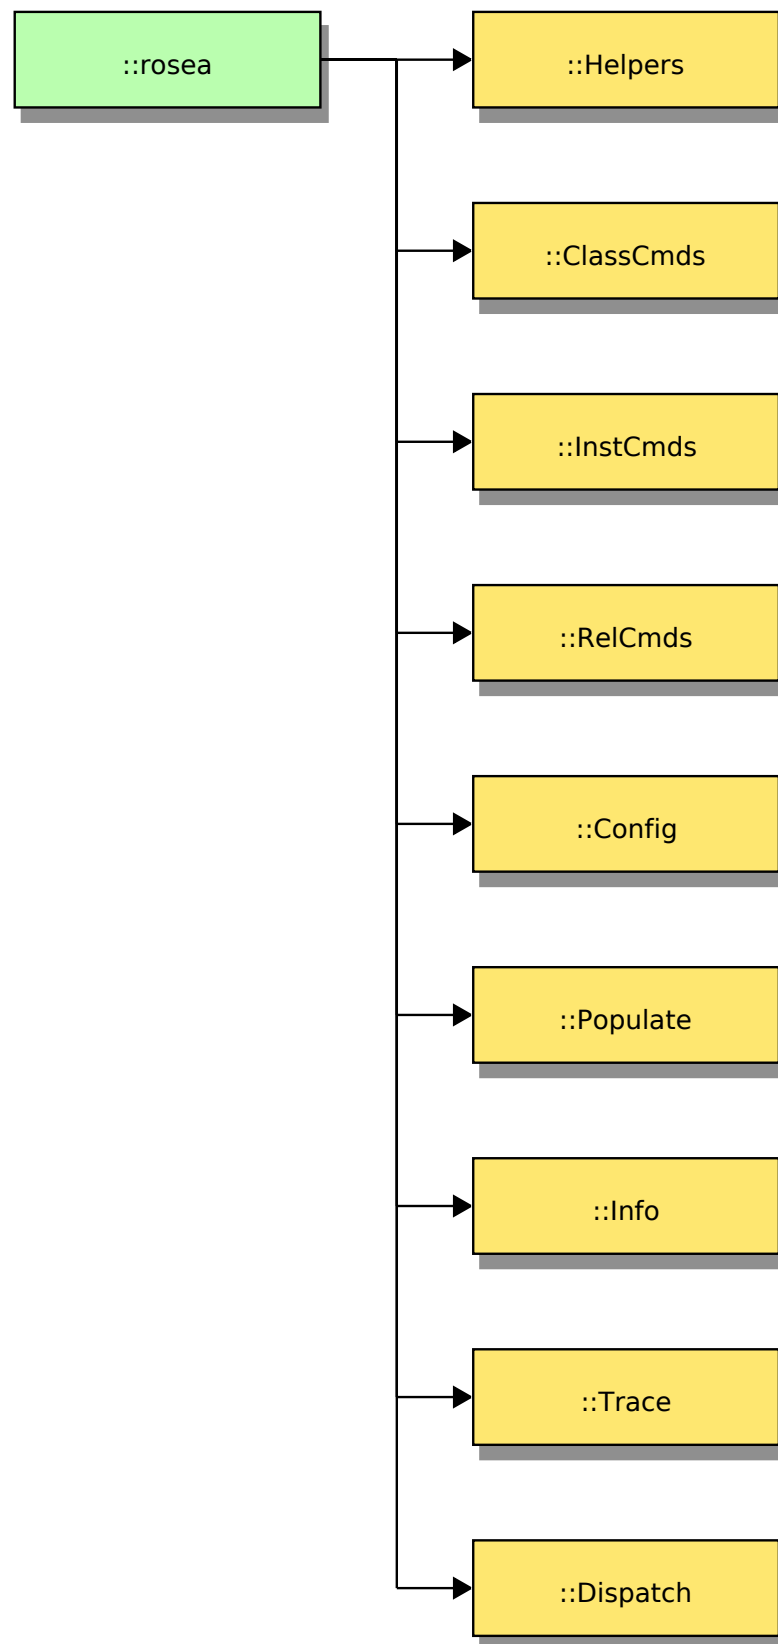 ::rosea
::Helpers
::ClassCmds
::InstCmds
::RelCmds
::Config
::Populate
::Info
::Trace
::Dispatch